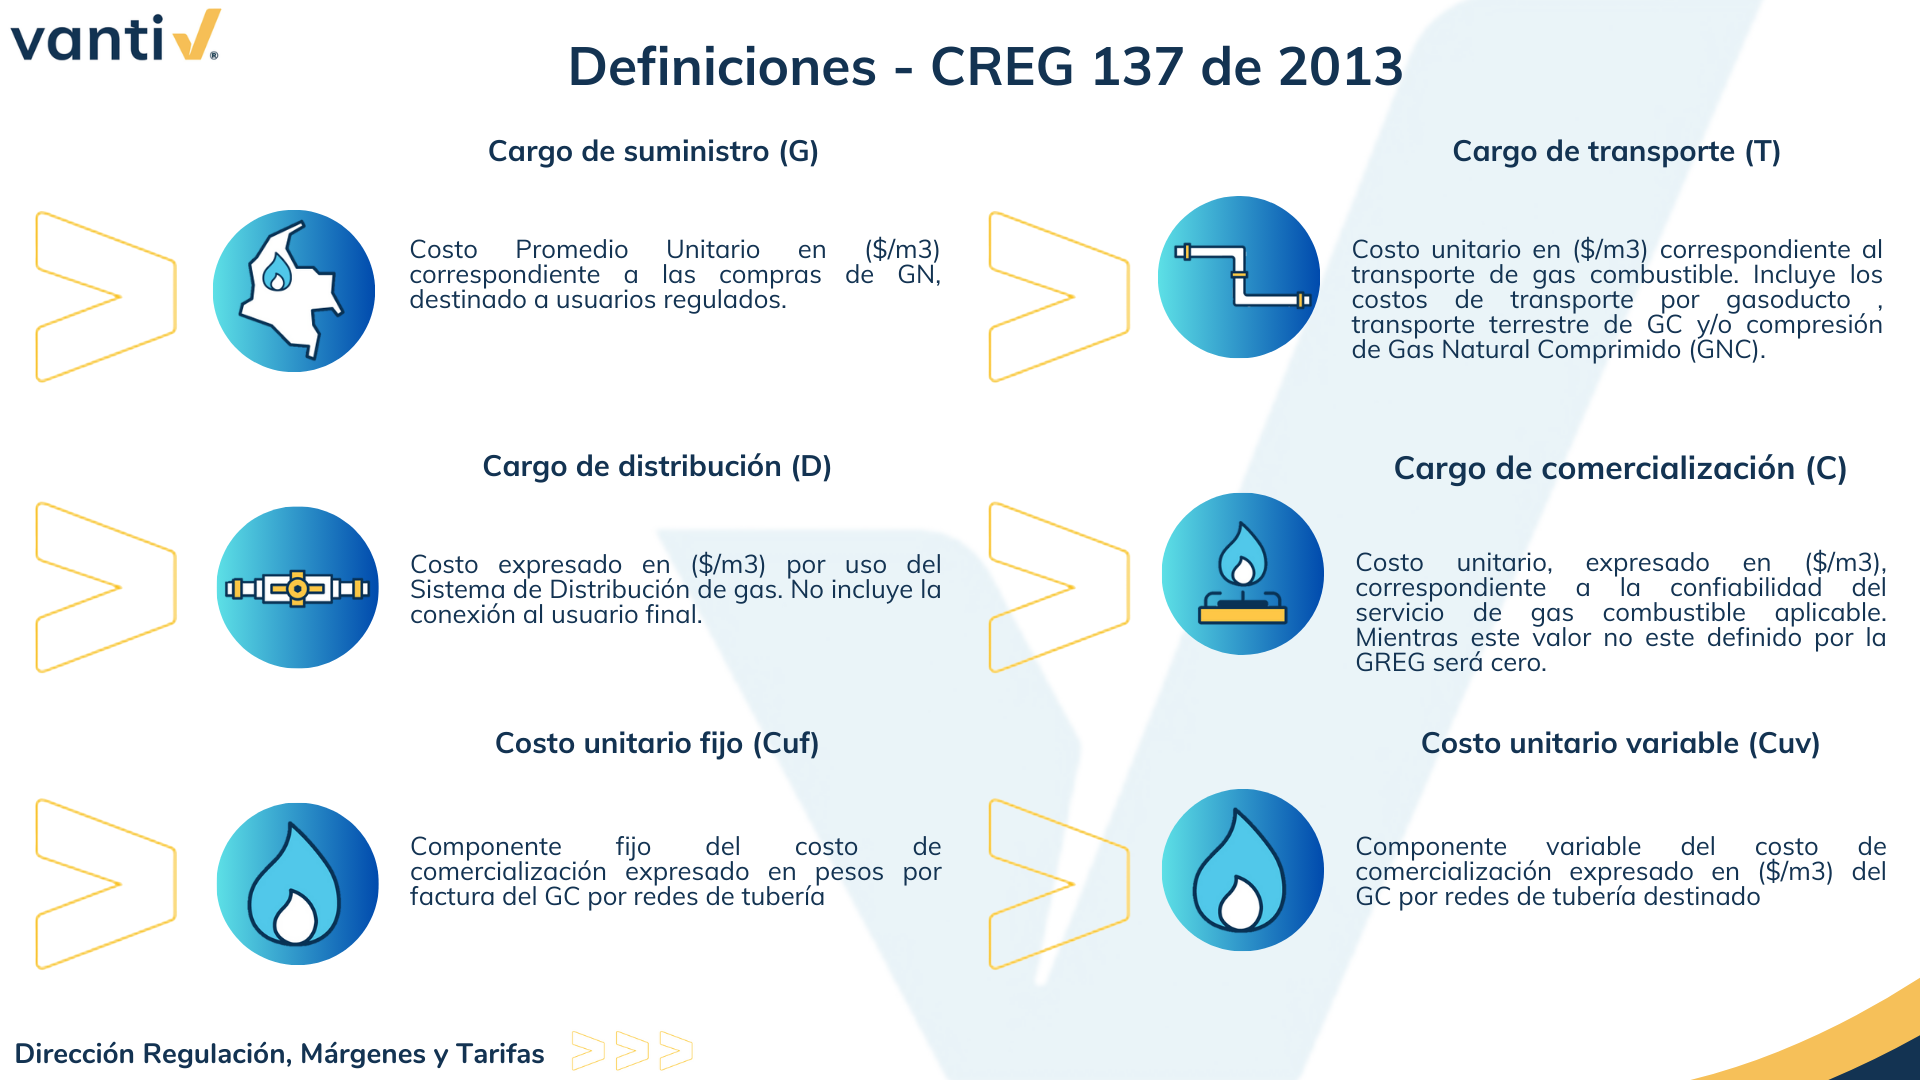 vanti
®
Definiciones - CREG 137 de 2013
Cargo de suministro (G)
Costo Promedio Unitario en ($/m3)
correspondiente a las compras de GN,
destinado a usuarios regulados.
Cargo de transporte (T)
Costo unitario en ($/m3) correspondiente al
transporte de gas combustible. Incluye los
costos de transporte por gasoducto ,
transporte terrestre de GC y/o compresión
de Gas Natural Comprimido (GNC).
Cargo de distribución (D)
Costo expresado en ($/m3) por uso del
Sistema de Distribución de gas. No incluye la
conexión al usuario final.
Cargo de comercialización (C)
Costo unitario, expresado en ($/m3),
correspondiente a la confiabilidad del
servicio de gas combustible aplicable.
Mientras este valor no este definido por la
GREG será cero.
Costo unitario fijo (Cuf)
Componente fijo del costo de
comercialización expresado en pesos por
factura del GC por redes de tubería
Costo unitario variable (Cuv)
Componente variable del costo de
comercialización expresado en ($/m3) del
GC por redes de tubería destinado
Dirección Regulación, Márgenes y Tarifas